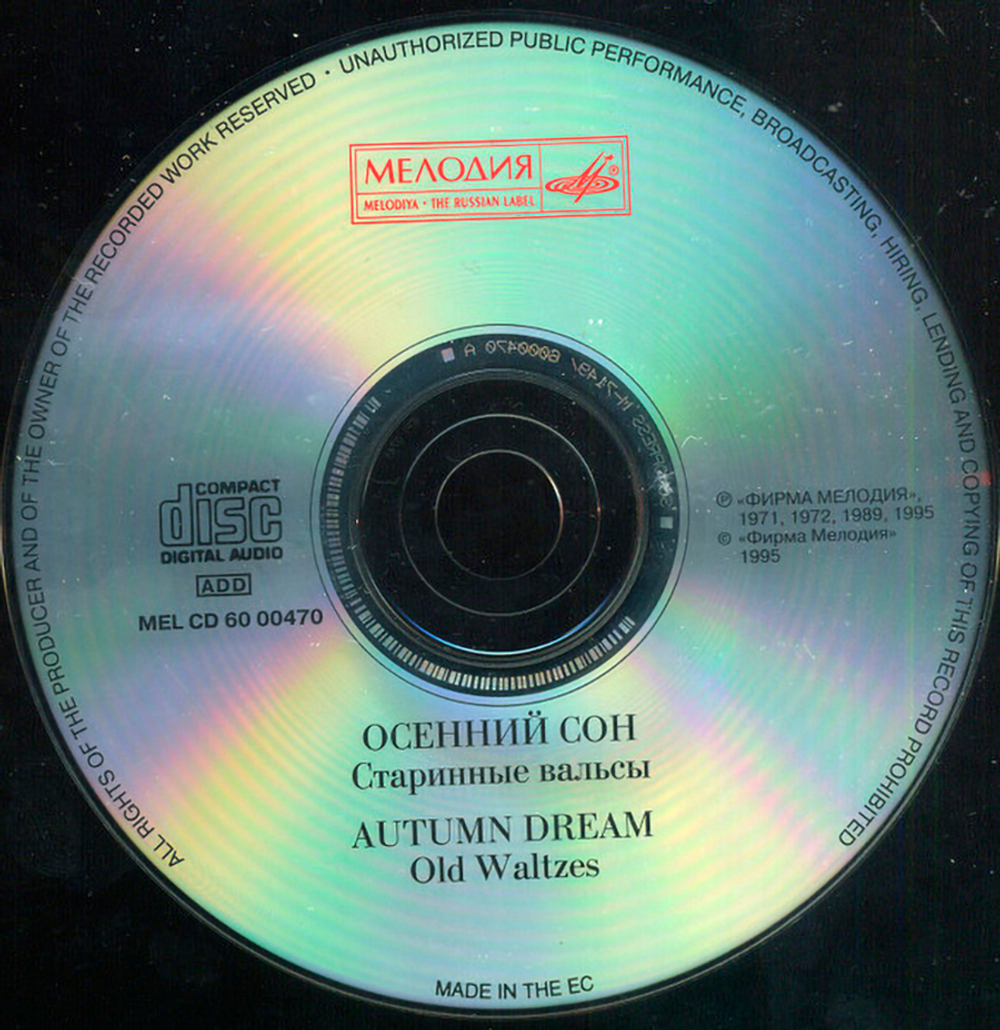 ALL RIGHTS OF THE PRODUCER AND OF THE OWNER OF THE RECORDED WORK RESERVED · UNAUTHORIZED PUBLIC PERFORMANCE, BROADCASTING, HIRING, LENDING AND COPYING OF THIS RECORD PROHIBITED
МЕЛОДИЯ ®
MELODIYA · THE RUSSIAN LABEL
6000470 A
COMPACT
disc
DIGITAL AUDIO
ADD
MEL CD 60 00470
℗ «ФИРМА МЕЛОДИЯ»,
1971, 1972, 1989, 1995
© «Фирма Мелодия»
1995
ОСЕННИЙ СОН
Старинные вальсы
AUTUMN DREAM
Old Waltzes
MADE IN THE EC